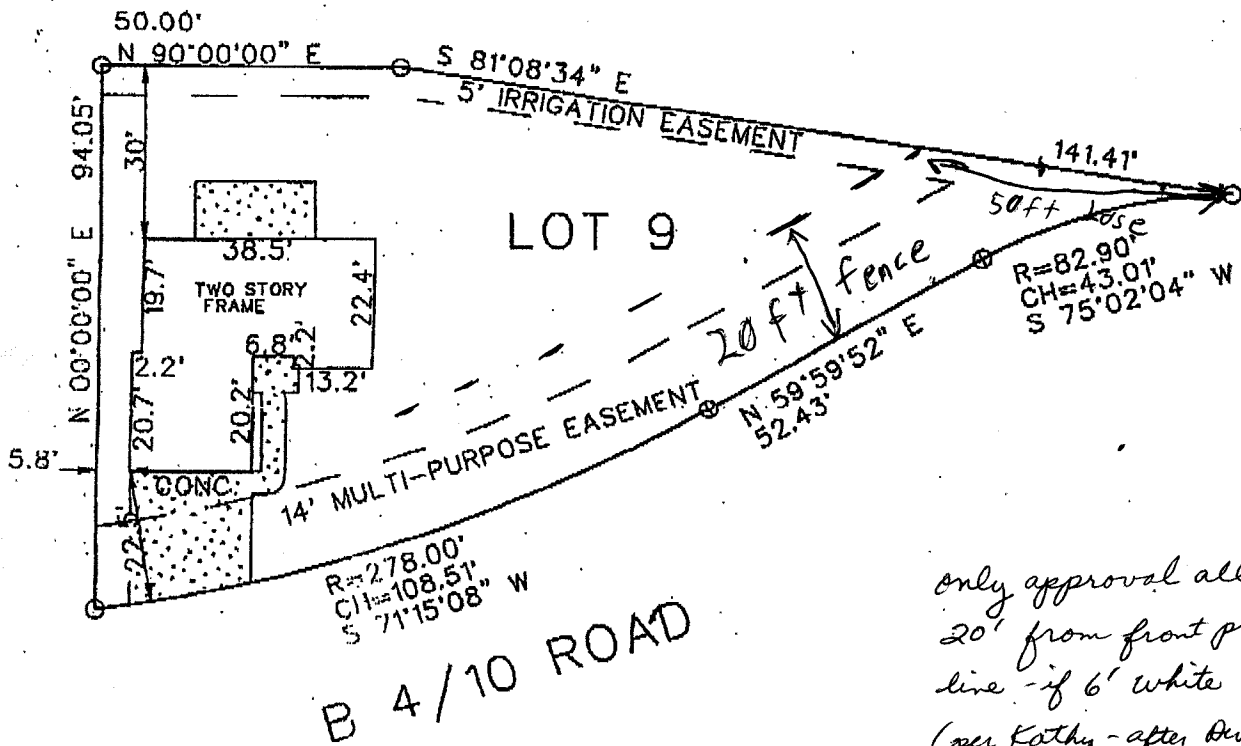 50.00'
N 90°00'00" E
S 81°08'34" E
5' IRRIGATION EASEMENT
141.41'
N 00°00'00" E 94.05'
30'
LOT 9
50ft Lose
38.5'
19.7'
TWO STORY
FRAME
22.4'
20 ft fence
R=82.90'
CH=43.01'
S 75°02'04" W
6.8'
2.2'
2.2'
13.2'
20.7'
20.2'
N 59°59'52" E
52.43'
5.8'
CONC.
14' MULTI-PURPOSE EASEMENT
R=278.00'
CH=108.51'
S 71°15'08" W
B 4/10 ROAD
only approval
20' from front
line - if 6' white
(per Kathy - after